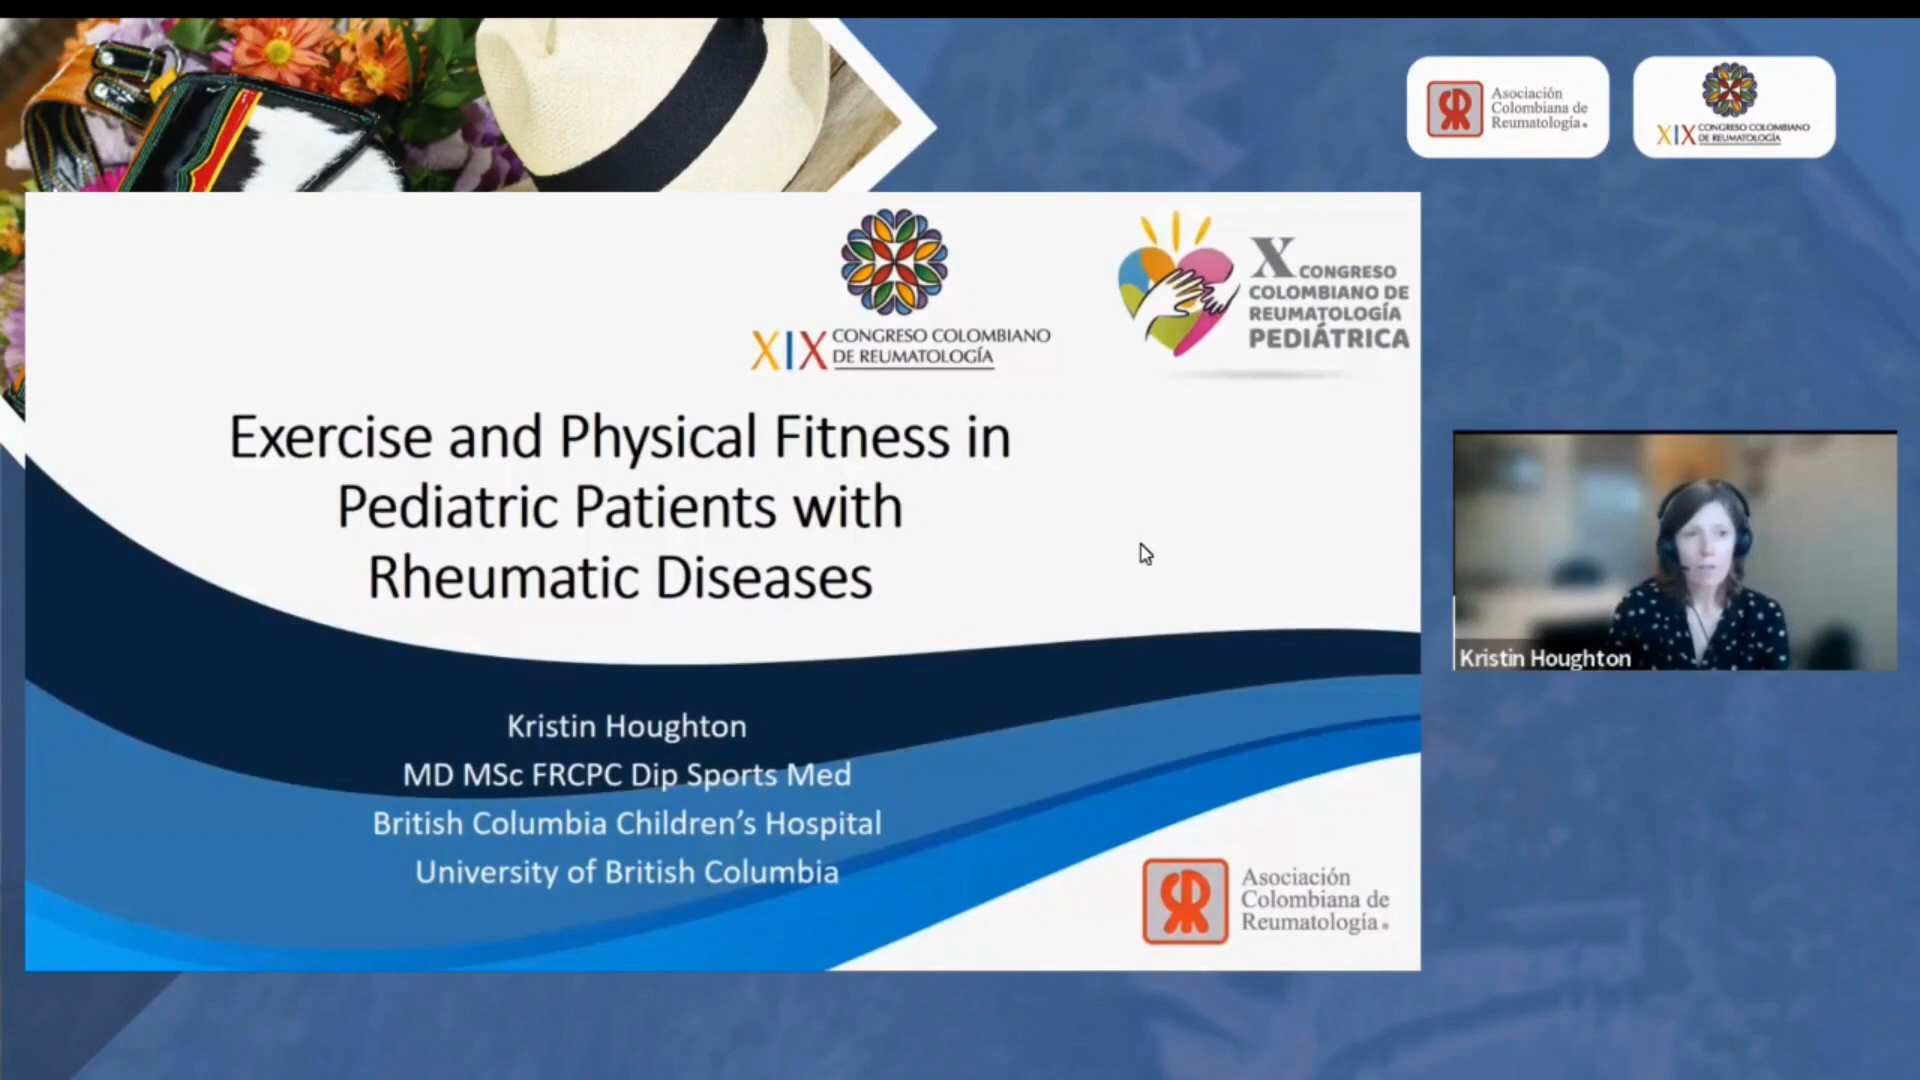 Asociación
Colombiana de
Reumatología.
XIX CONGRESO COLOMBIANO
DE REUMATOLOGÍA
XIX CONGRESO COLOMBIANO
DE REUMATOLOGÍA
X CONGRESO
COLOMBIANO DE
REUMATOLOGÍA
PEDIÁTRICA
Exercise and Physical Fitness in
Pediatric Patients with
Rheumatic Diseases
Kristin Houghton
Kristin Houghton
MD MSc FRCPC Dip Sports Med
British Columbia Children’s Hospital
University of British Columbia
Asociación
Colombiana de
Reumatología.